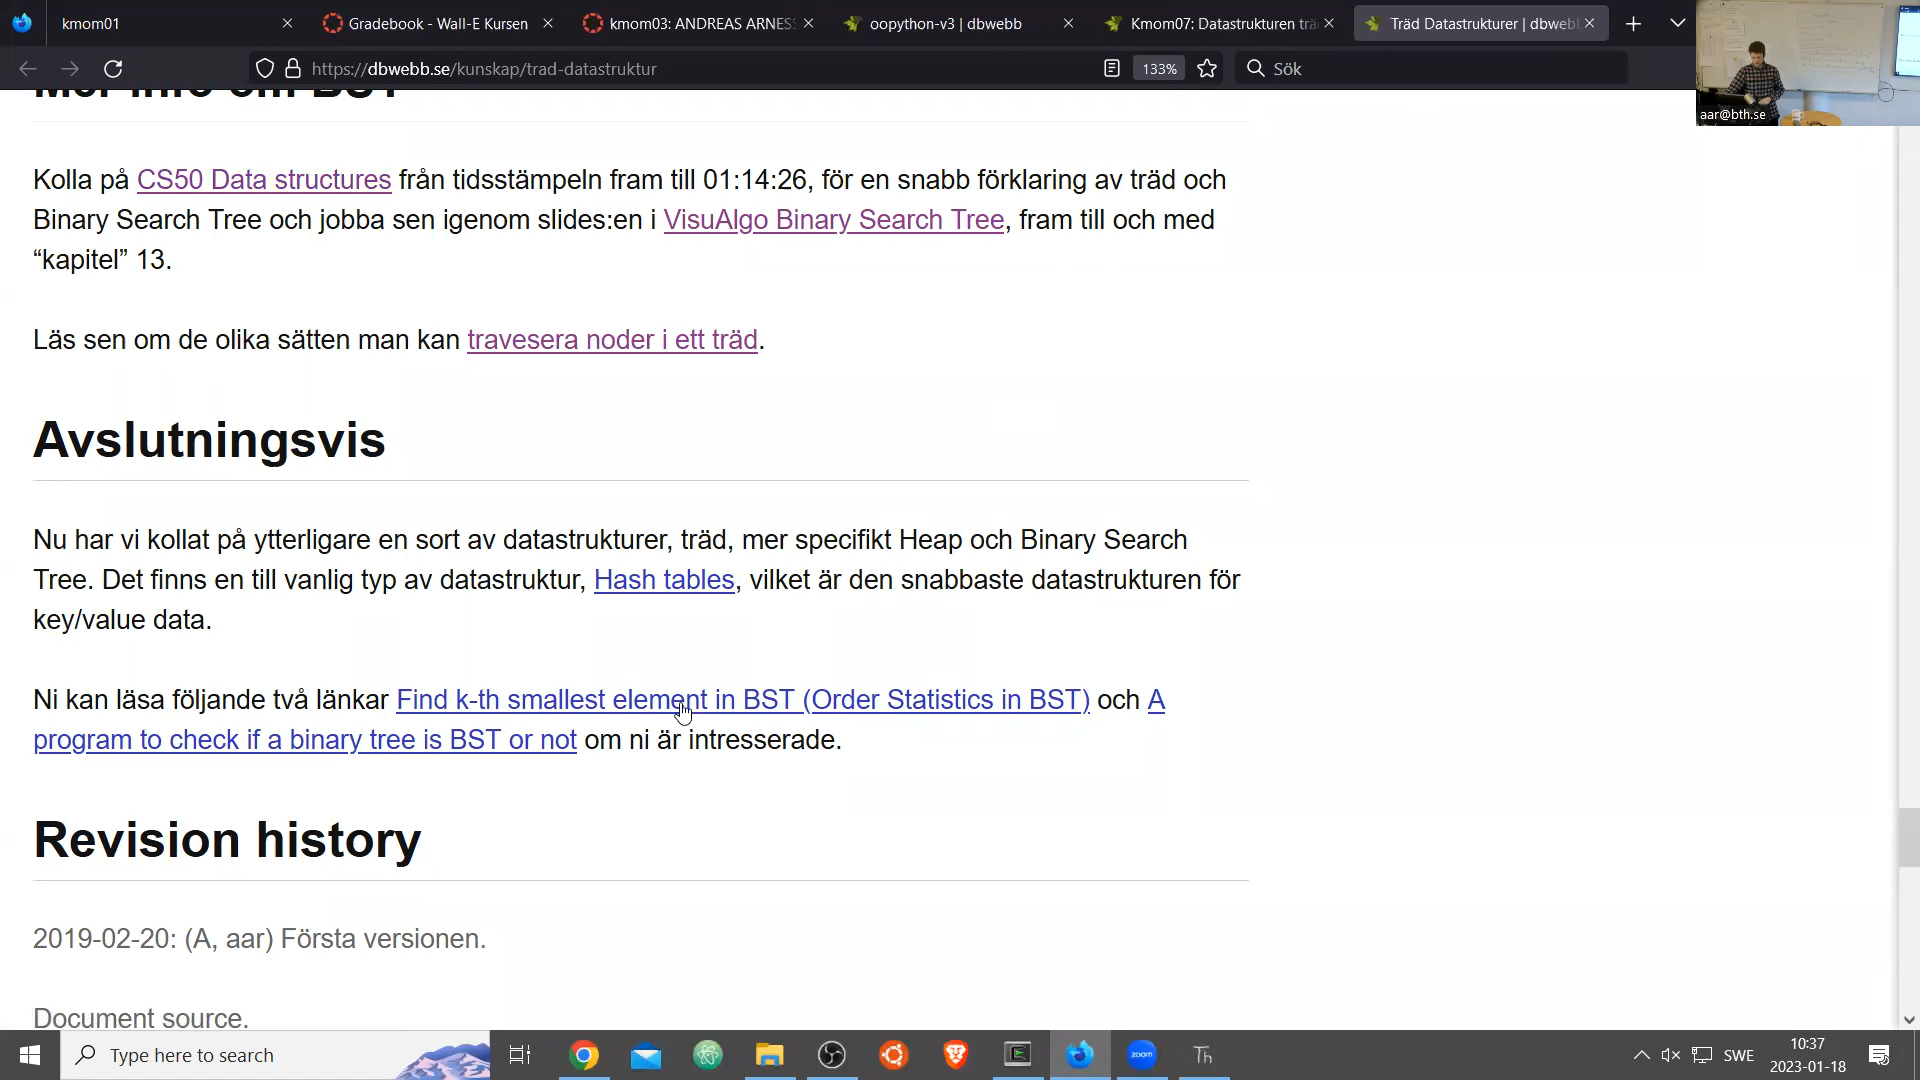 kmom01
Gradebook - Wall-E Kursen
kmom03: ANDREAS ARNESS
oopython-v3 | dbwebb
Kmom07: Datastrukturen trä
Träd Datastrukturer | dbweb
https://dbwebb.se/kunskap/trad-datastruktur
133%
Sök
aar@bth.se
Mer info om BST
Kolla på CS50 Data structures från tidsstämpeln fram till 01:14:26, för en snabb förklaring av träd och
Binary Search Tree och jobba sen igenom slides:en i VisuAlgo Binary Search Tree, fram till och med
“kapitel” 13.
Läs sen om de olika sätten man kan travesera noder i ett träd.
Avslutningsvis
Nu har vi kollat på ytterligare en sort av datastrukturer, träd, mer specifikt Heap och Binary Search
Tree. Det finns en till vanlig typ av datastruktur, Hash tables, vilket är den snabbaste datastrukturen för
key/value data.
Ni kan läsa följande två länkar Find k-th smallest element in BST (Order Statistics in BST) och A
program to check if a binary tree is BST or not om ni är intresserade.
Revision history
2019-02-20: (A, aar) Första versionen.
Document source.
Type here to search
zoom
Th
SWE
10:37
2023-01-18